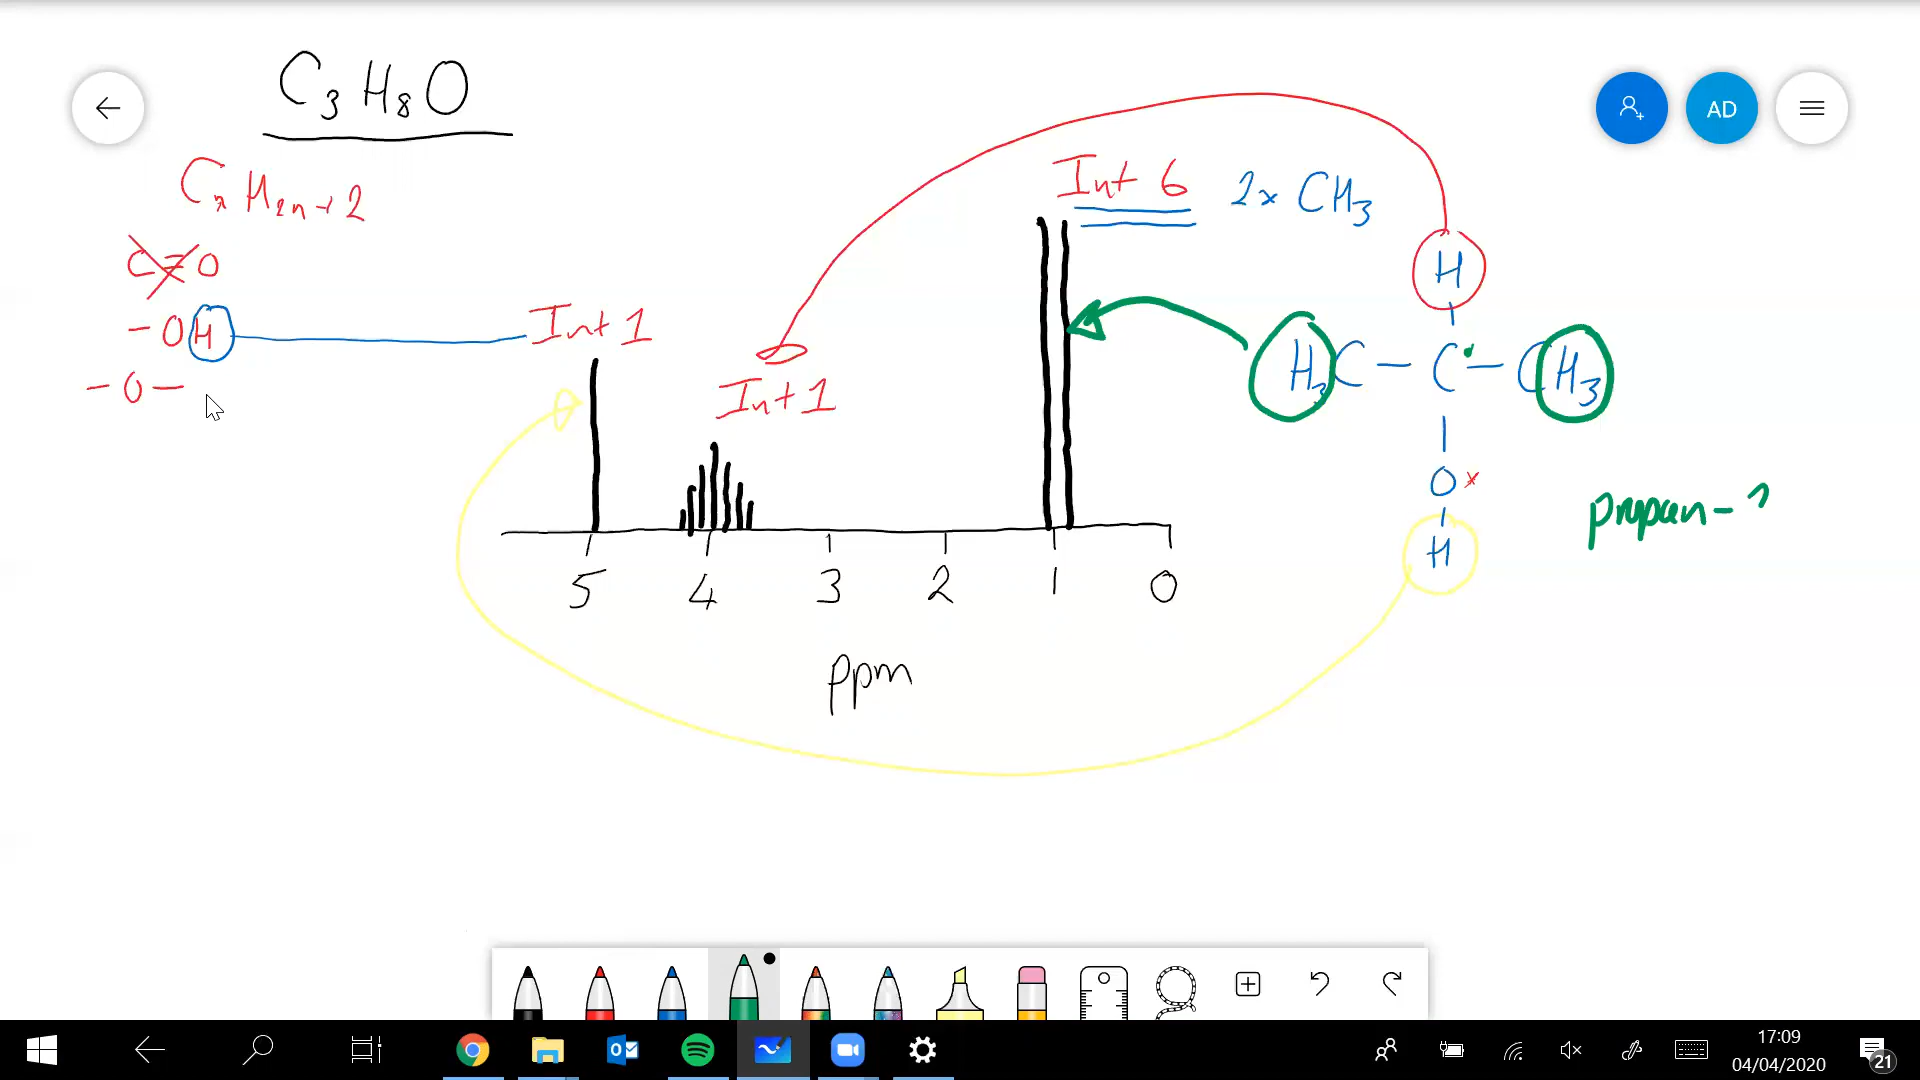 C3H8O
CnH2n+2
C=O
-OH
-O-
Int 1
Int 1
Int 6
2x CH3
H
H3C - C - CH3
O x
H
propan-2
5 4 3 2 1 0
ppm
AD
17:09
04/04/2020
21